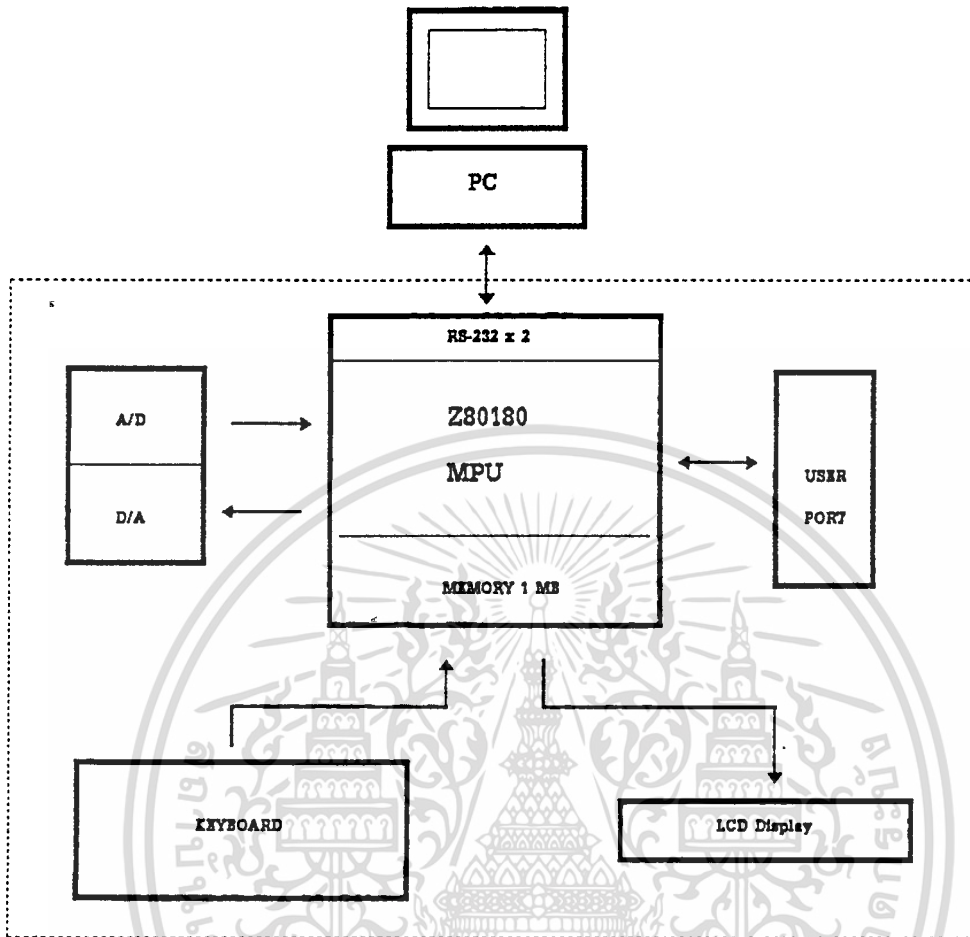 PC
RS-232 x 2
A/D
Z80180
MPU
USER
PORT
D/A
MEMORY 1 MB
KEYBOARD
LCD Display